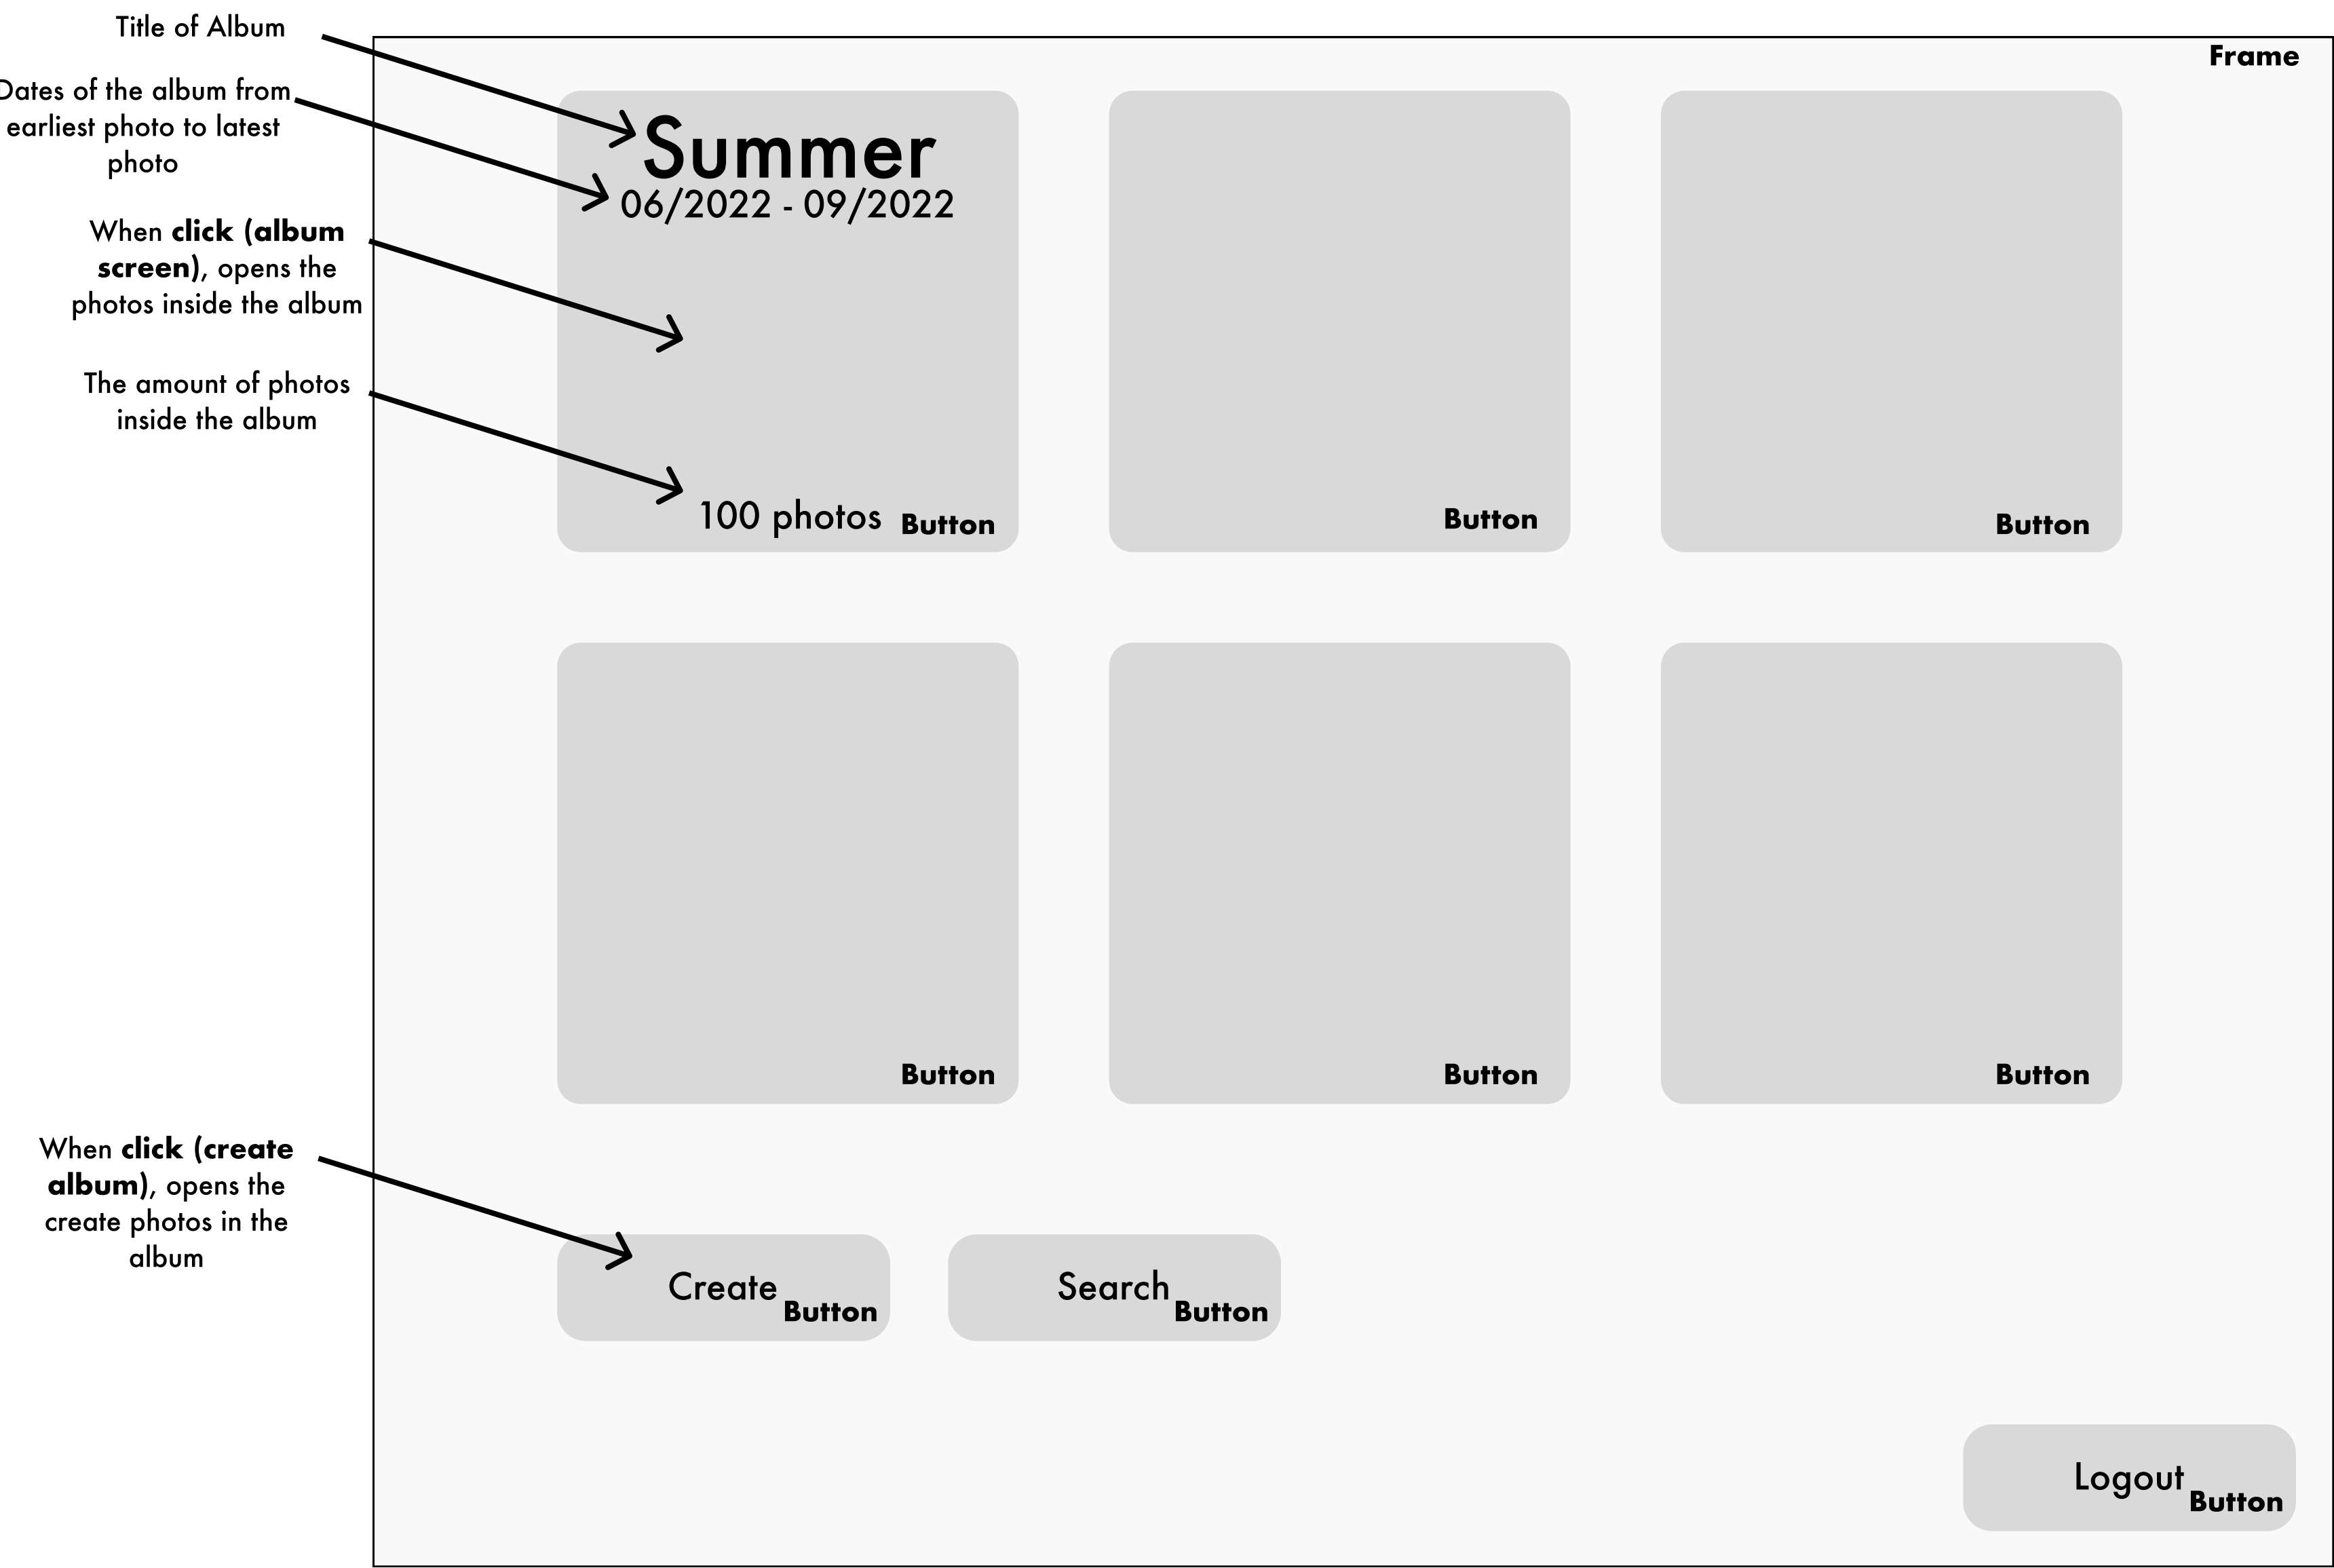 Title of Album
Frame
Dates of the album from
earliest photo to latest
photo
Summer
06/2022 - 09/2022
When click (album
screen), opens the
photos inside the album
The amount of photos
inside the album
100 photos Button
Button
Button
Button
Button
Button
When click (create
album), opens the
create photos in the
album
Create
Button
Search
Button
Logout
Button